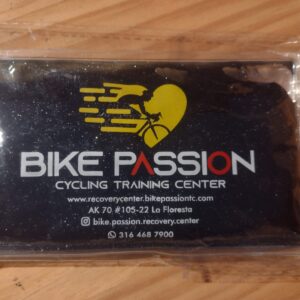 BIKE PASSION
CYCLING TRAINING CENTER
www.recoverycenter.bikepassiontc.com
AK 70 #105-22 La Floresta
bike.passion.recovery.center
316 468 7900